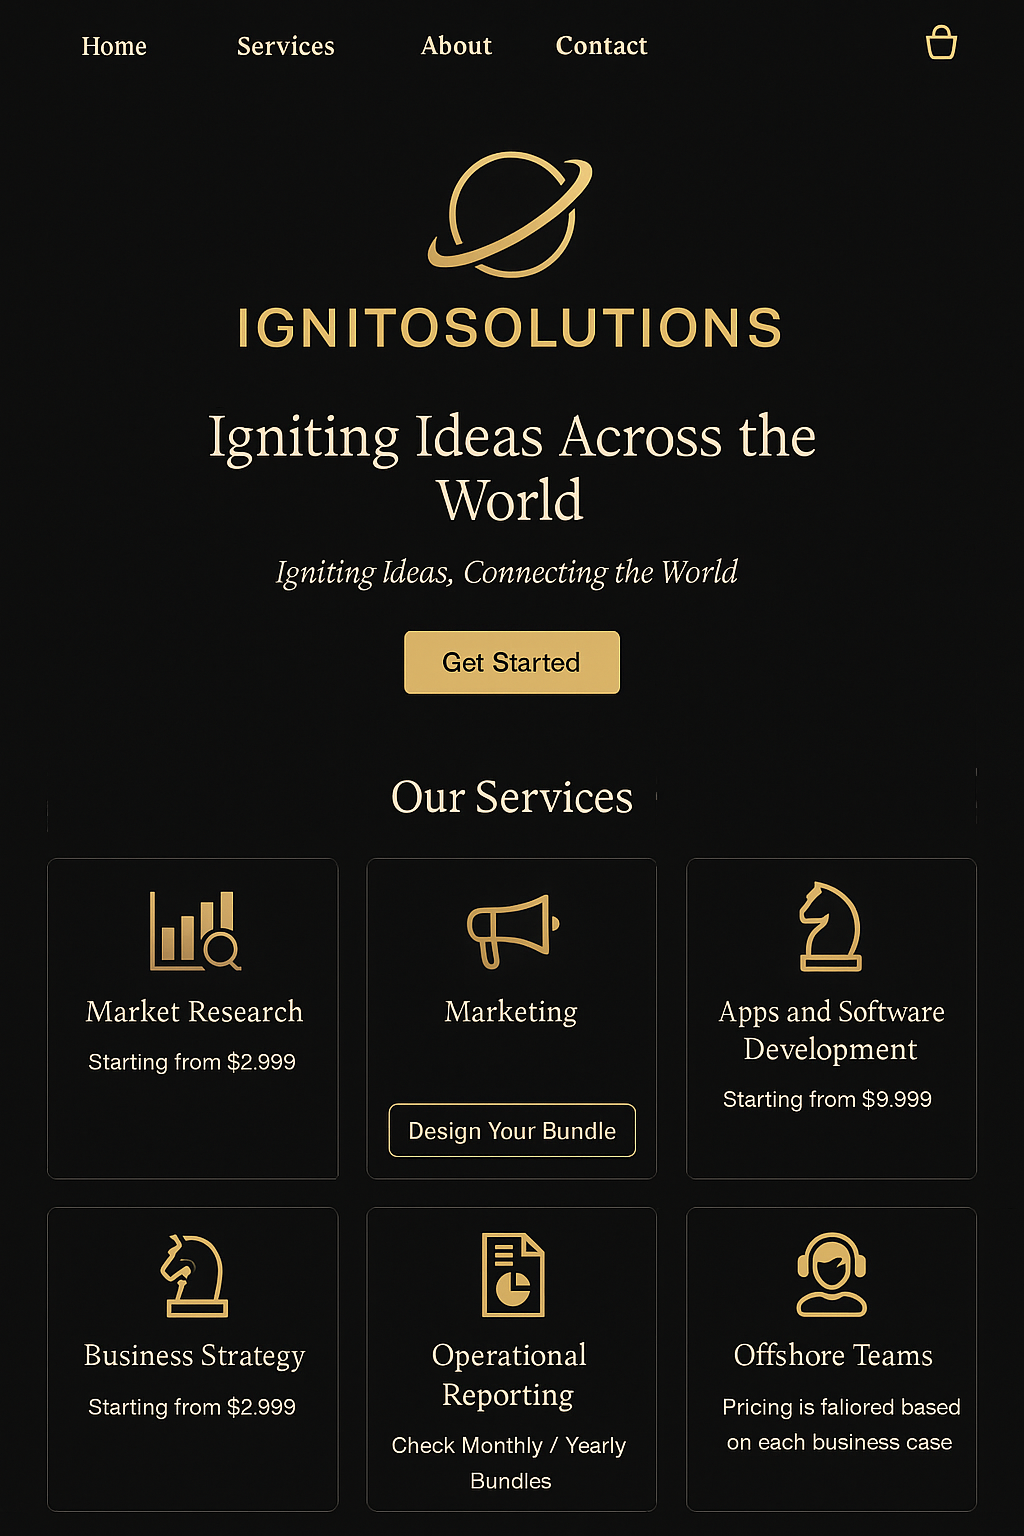 Home Services About Contact
IGNITOSOLUTIONS
Igniting Ideas Across the
World
Igniting Ideas, Connecting the World
Get Started
Our Services
Market Research
Starting from $2.999
Marketing
Design Your Bundle
Apps and Software
Development
Starting from $9.999
Business Strategy
Starting from $2.999
Operational
Reporting
Check Monthly / Yearly
Bundles
Offshore Teams
Pricing is faliored based
on each business case